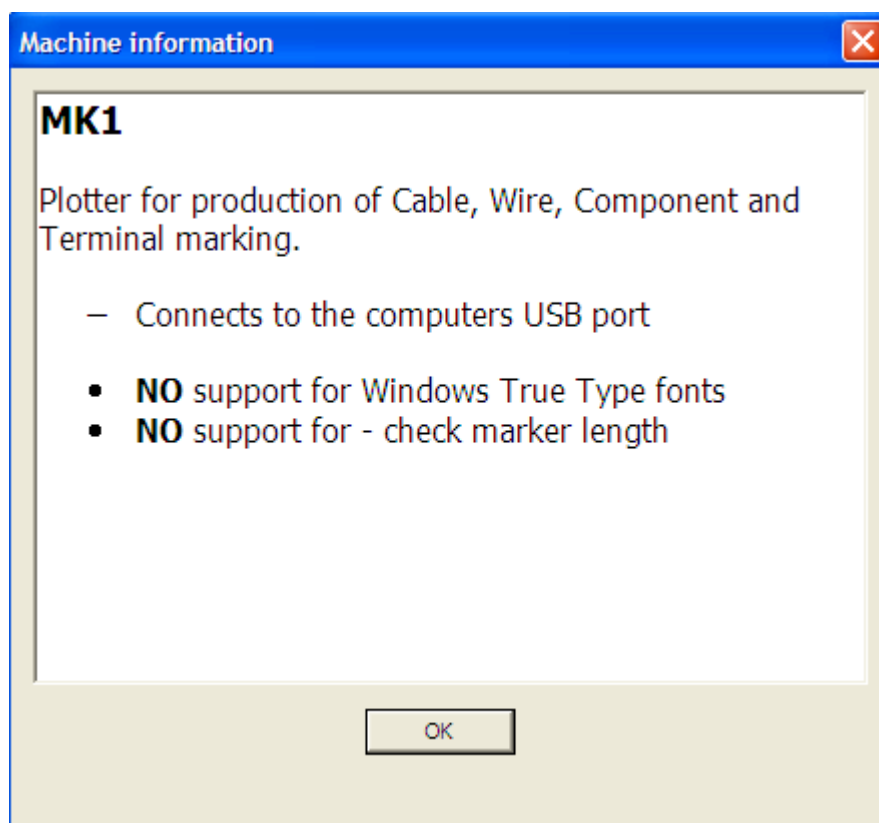 Machine information
MK1
Plotter for production of Cable, Wire, Component and
Terminal marking.
– Connects to the computers USB port
• NO support for Windows True Type fonts
• NO support for - check marker length
OK